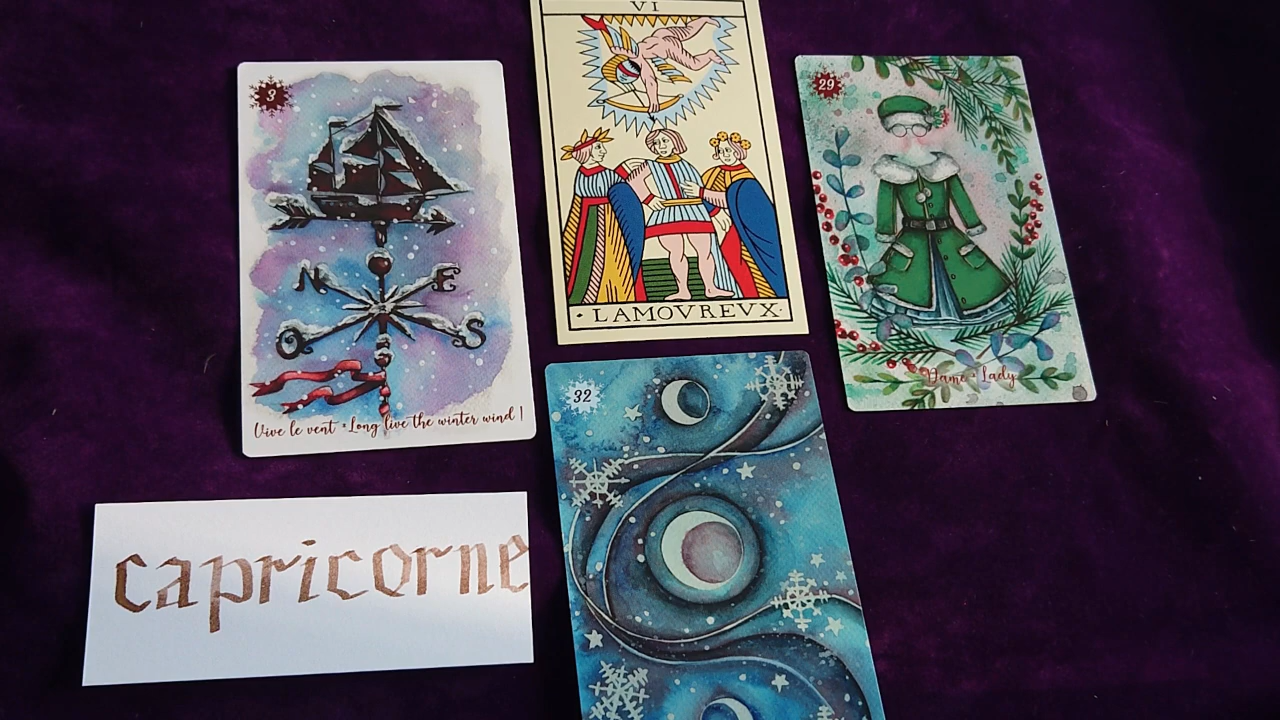 VI
LAMOVREVX
3
N E
O S
Vive le vent * Long live the winter wind !
29
Dame * Lady
32
capricorne